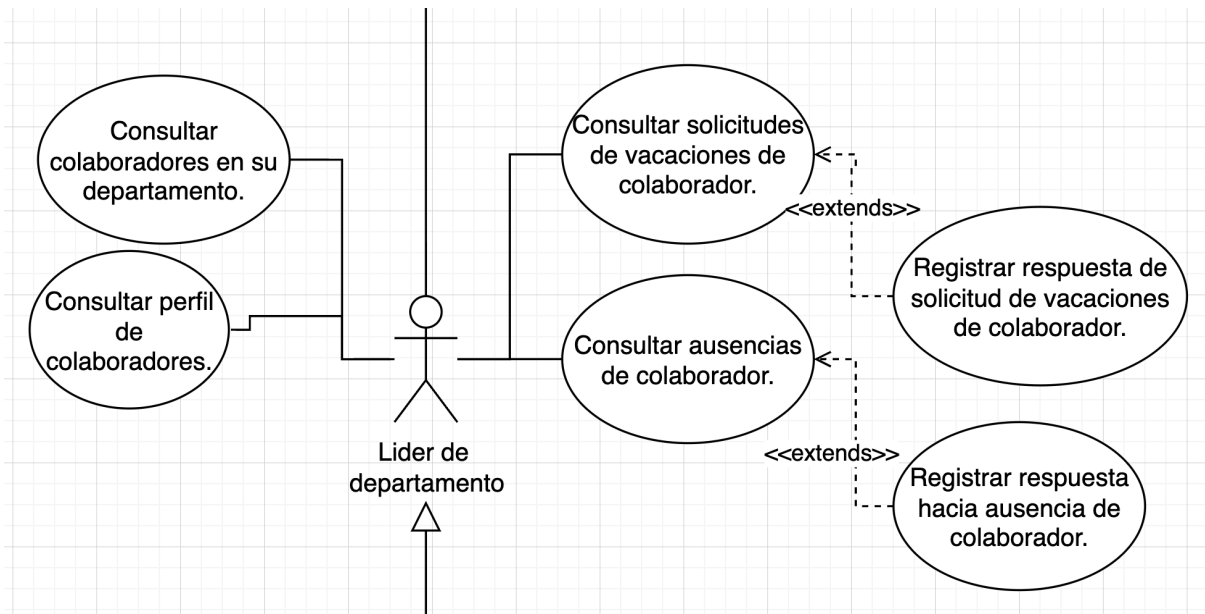 Consultar
colaboradores en su
departamento.
Consultar perfil
de
colaboradores.
Lider de
departamento
Consultar solicitudes
de vacaciones de
colaborador.
<<extends>>
Registrar respuesta de
solicitud de vacaciones
de colaborador.
Consultar ausencias
de colaborador.
<<extends>>
Registrar respuesta
hacia ausencia de
colaborador.